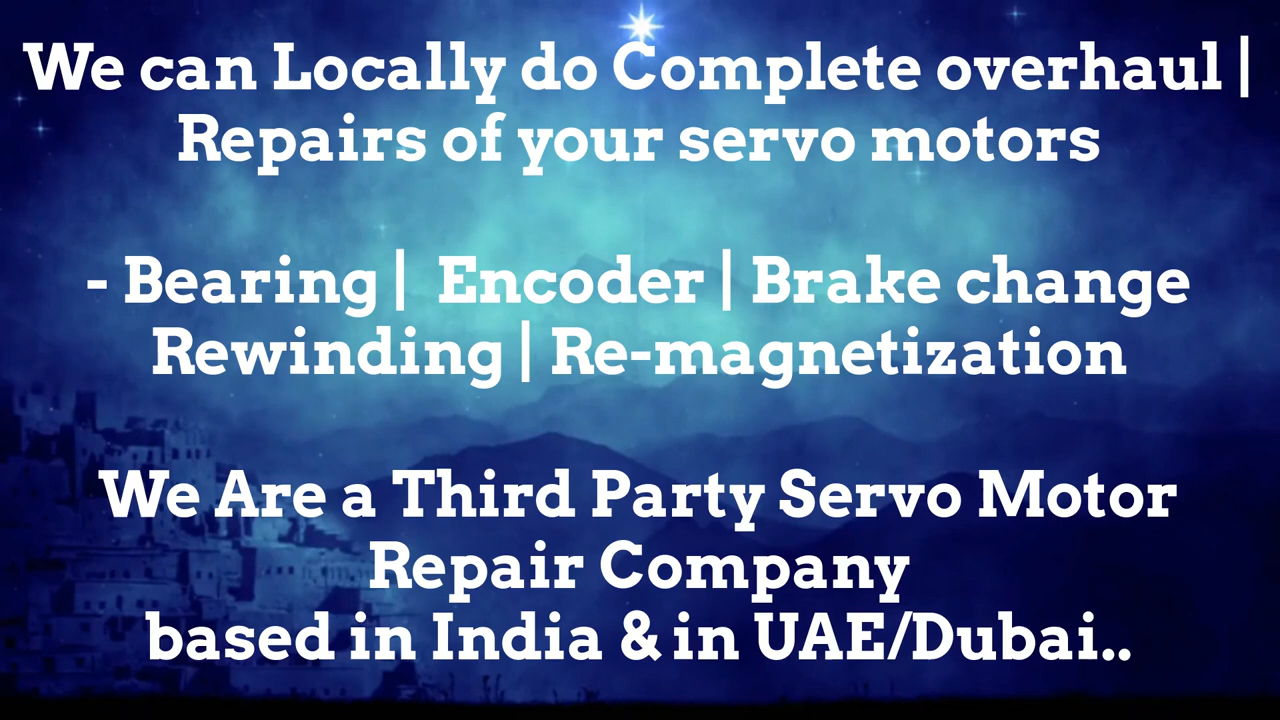 We can Locally do Complete overhaul |
Repairs of your servo motors
- Bearing | Encoder | Brake change
Rewinding | Re-magnetization
We Are a Third Party Servo Motor
Repair Company
based in India & in UAE/Dubai..